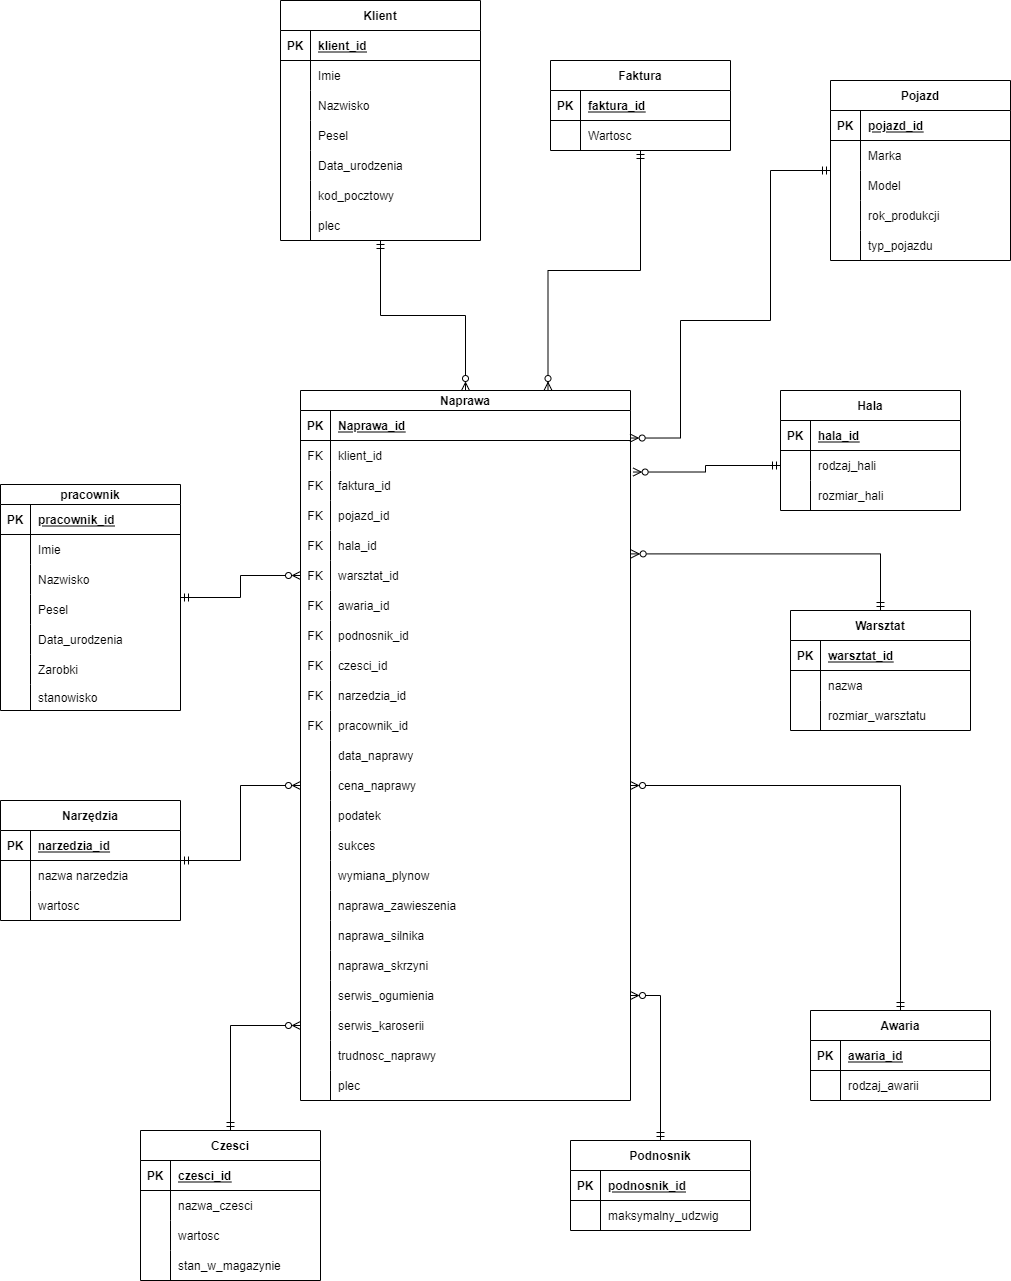 Klient
PK klient_id
Imie
Nazwisko
Pesel
Data_urodzenia
kod_pocztowy
plec
Faktura
PK faktura_id
Wartosc
Pojazd
PK pojazd_id
Marka
Model
rok_produkcji
typ_pojazdu
Naprawa
PK Naprawa_id
FK klient_id
FK faktura_id
FK pojazd_id
FK hala_id
FK warsztat_id
FK awaria_id
FK podnosnik_id
FK czesci_id
FK narzedzia_id
FK pracownik_id
data_naprawy
cena_naprawy
podatek
sukces
wymiana_plynow
naprawa_zawieszenia
naprawa_silnika
naprawa_skrzyni
serwis_ogumienia
serwis_karoserii
trudnosc_naprawy
plec
Hala
PK hala_id
rodzaj_hali
rozmiar_hali
pracownik
PK pracownik_id
Imie
Nazwisko
Pesel
Data_urodzenia
Zarobki
stanowisko
Warsztat
PK warsztat_id
nazwa
rozmiar_warsztatu
Narzędzia
PK narzedzia_id
nazwa narzedzia
wartosc
Awaria
PK awaria_id
rodzaj_awarii
Czesci
PK czesci_id
nazwa_czesci
wartosc
stan_w_magazynie
Podnosnik
PK podnosnik_id
maksymalny_udzwig